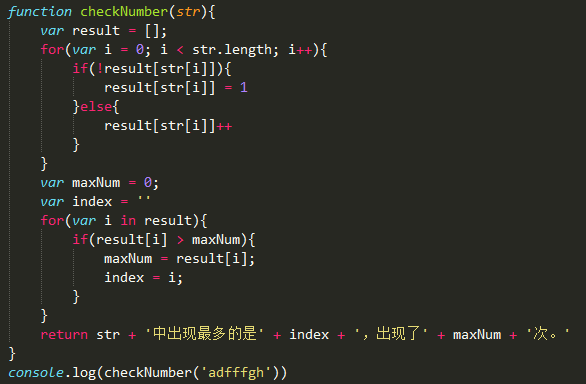 function checkNumber(str){
    var result = [];
    for(var i = 0; i < str.length; i++){
        if(!result[str[i]]){
            result[str[i]] = 1
        }else{
            result[str[i]]++
        }
    }
    var maxNum = 0;
    var index = ''
    for(var i in result){
        if(result[i] > maxNum){
            maxNum = result[i];
            index = i;
        }
    }
    return str + '中出现最多的是' + index + '，出现了' + maxNum + '次。'
}
console.log(checkNumber('adfffgh'))